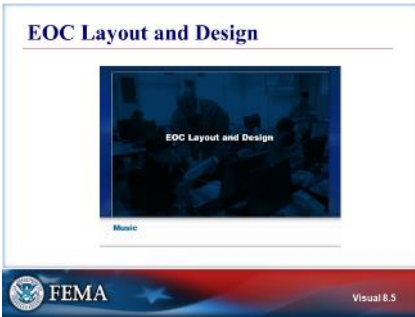 EOC Layout and Design
EOC Layout and Design
Music
FEMA
Visual 8.5